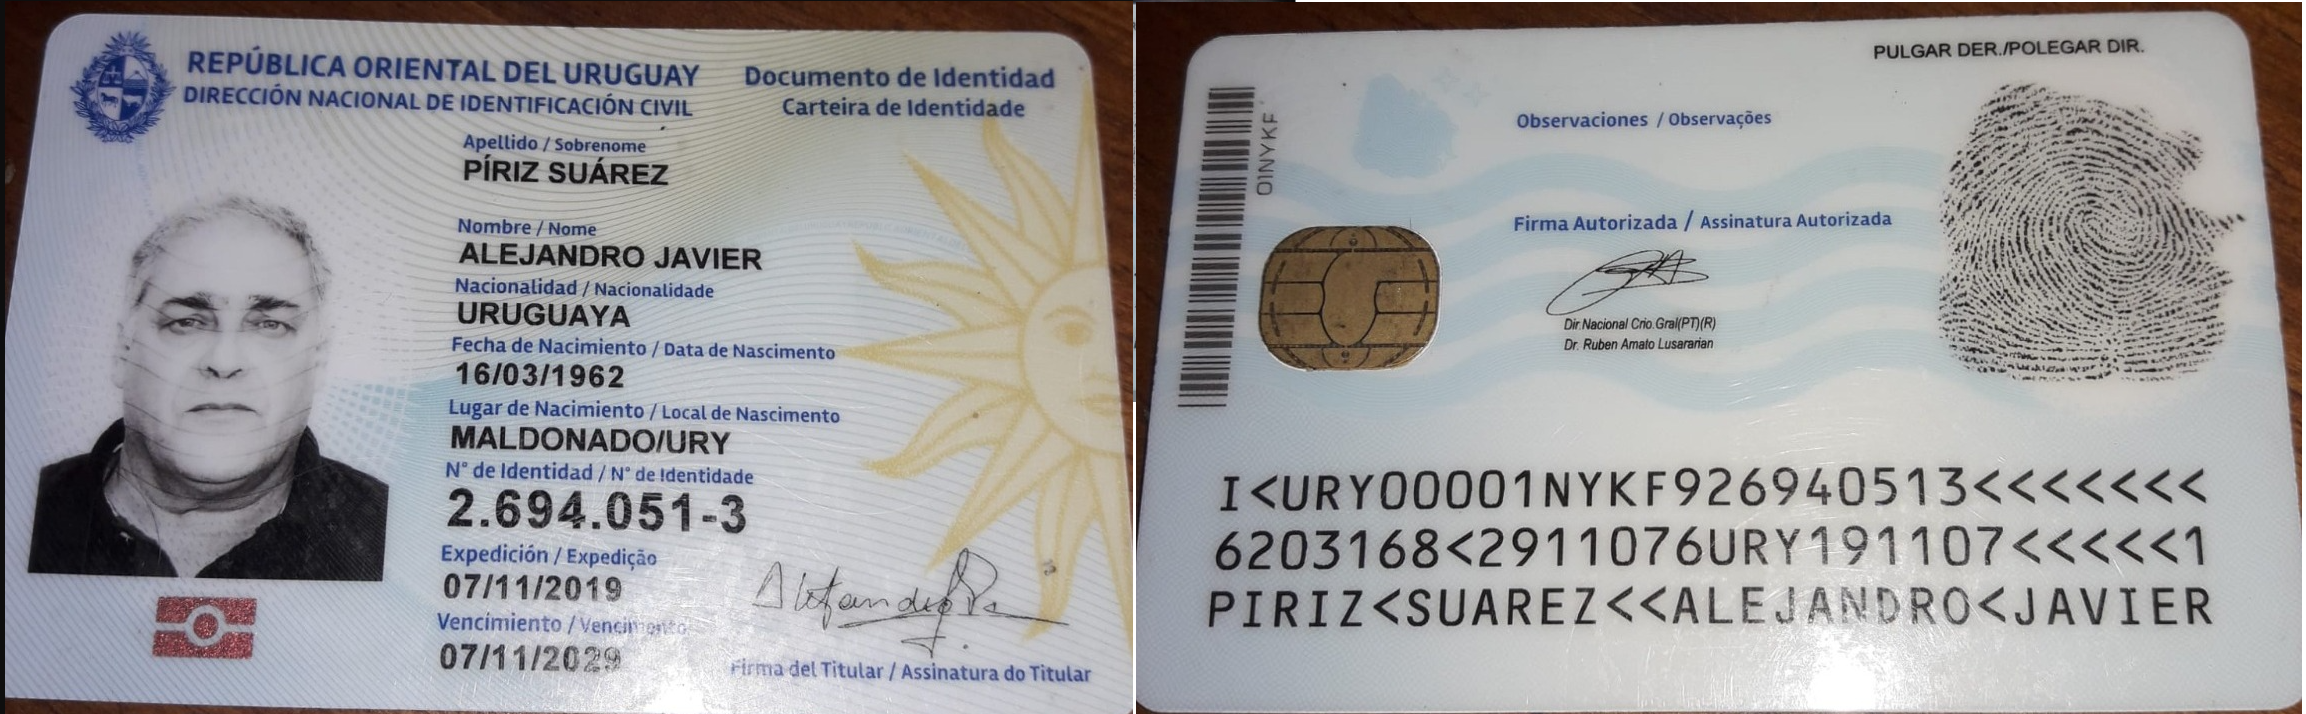 REPÚBLICA ORIENTAL DEL URUGUAY
DIRECCIÓN NACIONAL DE IDENTIFICACIÓN CIVIL
Documento de Identidad
Carteira de Identidade
Apellido / Sobrenome
PÍRIZ SUÁREZ
Nombre / Nome
ALEJANDRO JAVIER
Nacionalidad / Nacionalidade
URUGUAYA
Fecha de Nacimiento / Data de Nascimento
16/03/1962
Lugar de Nacimiento / Local de Nascimento
MALDONADO/URY
N° de Identidad / N° de Identidade
2.694.051-3
Expedición / Expedição
07/11/2019
Vencimiento / Vencimento
07/11/2029
Firma del Titular / Assinatura do Titular
PULGAR DER./POLEGAR DIR.
01NYKF
Observaciones / Observações
Firma Autorizada / Assinatura Autorizada
Dir.Nacional Crio.Gral(PT)(R)
Dr. Ruben Amato Lusararian
I<URY00001NYKF926940513<<<<<<<
6203168<2911076URY191107<<<<<1
PIRIZ<SUAREZ<<ALEJANDRO<JAVIER